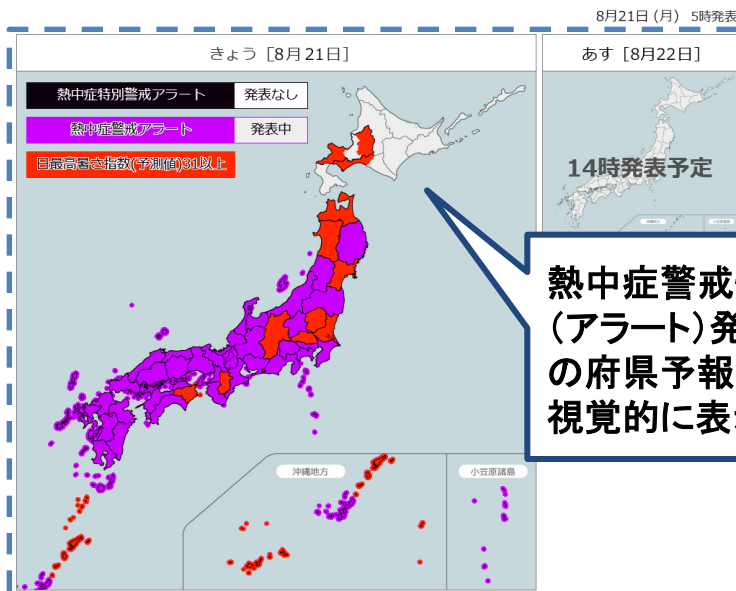 8月21日 (月) 5時発表
きょう [8月21日]
あす [8月22日]
熱中症特別警戒アラート 発表なし
熱中症警戒アラート 発表中
日最高暑さ指数(予測値)31以上
14時発表予定
熱中症警戒
(アラート)発
の府県予報
視覚的に表
沖縄地方
小笠原諸島